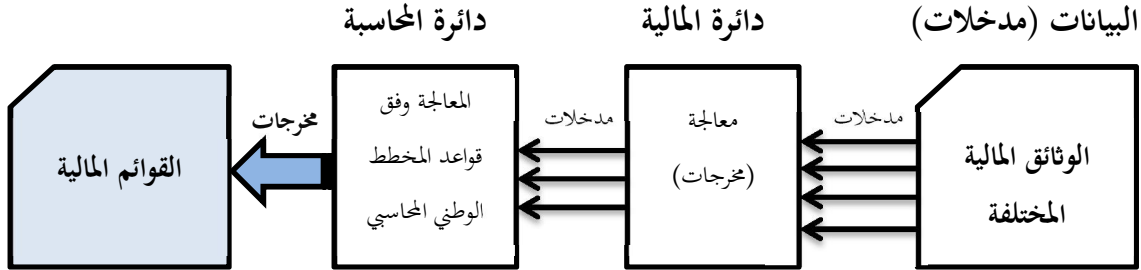 البيانات (مدخلات)
دائرة المالية
دائرة المحاسبة
الوثائق المالية
المختلفة
مدخلات
معالجة
(مخرجات)
مدخلات
المعالجة وفق
قواعد المخطط
الوطني المحاسبي
مخرجات
القوائم المالية